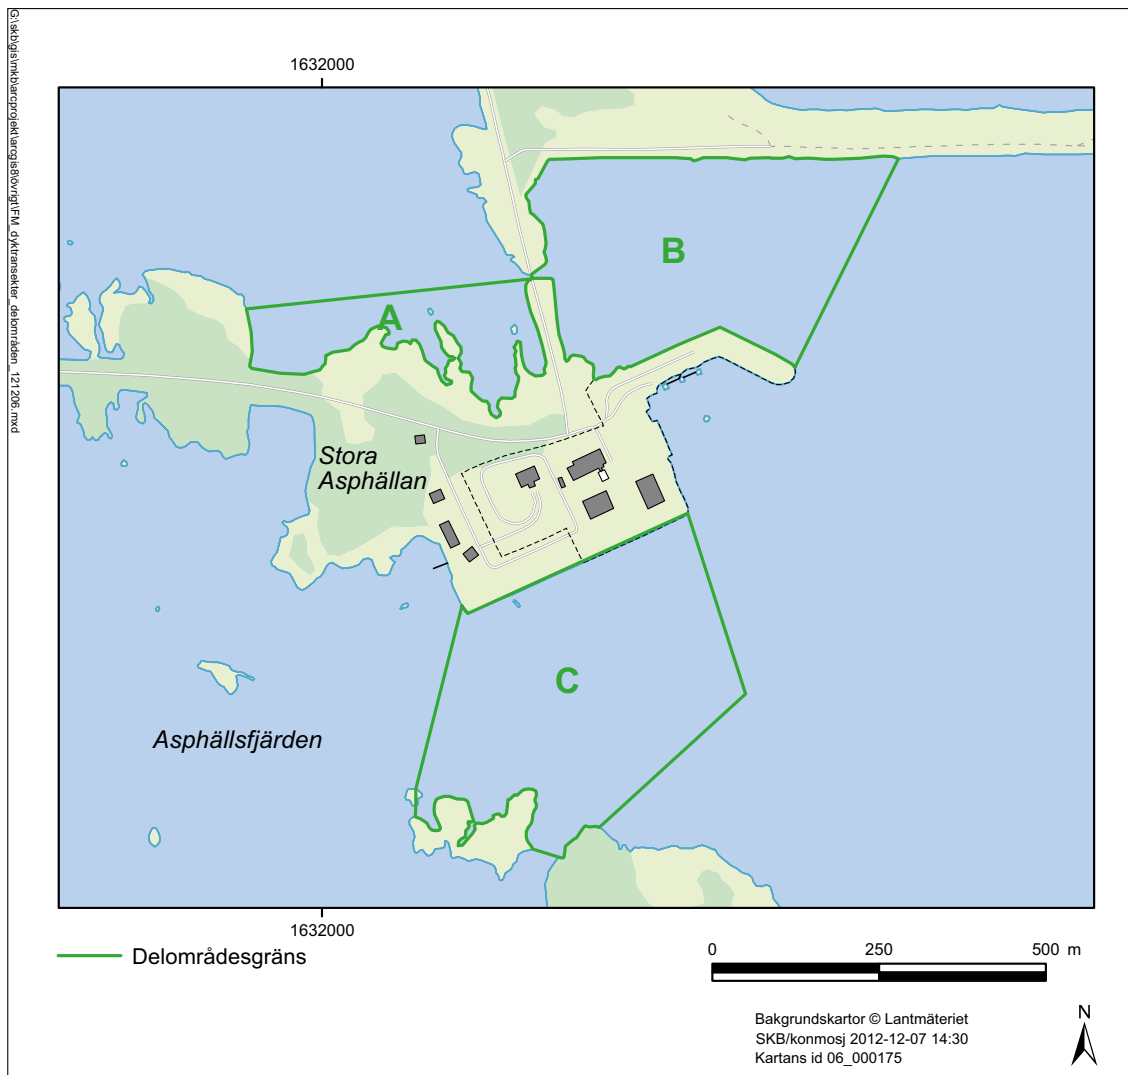 G:\skb\gis\mkb\arcprojekt\arcgis8\övrigt\FM_dyktransekter_delområden_121206.mxd
1632000
B
A
Stora
Asphällan
C
Asphällsfjärden
1632000
Delområdesgräns
0 250 500 m
Bakgrundskartor © Lantmäteriet
SKB/konmosj 2012-12-07 14:30
Kartans id 06_000175
N